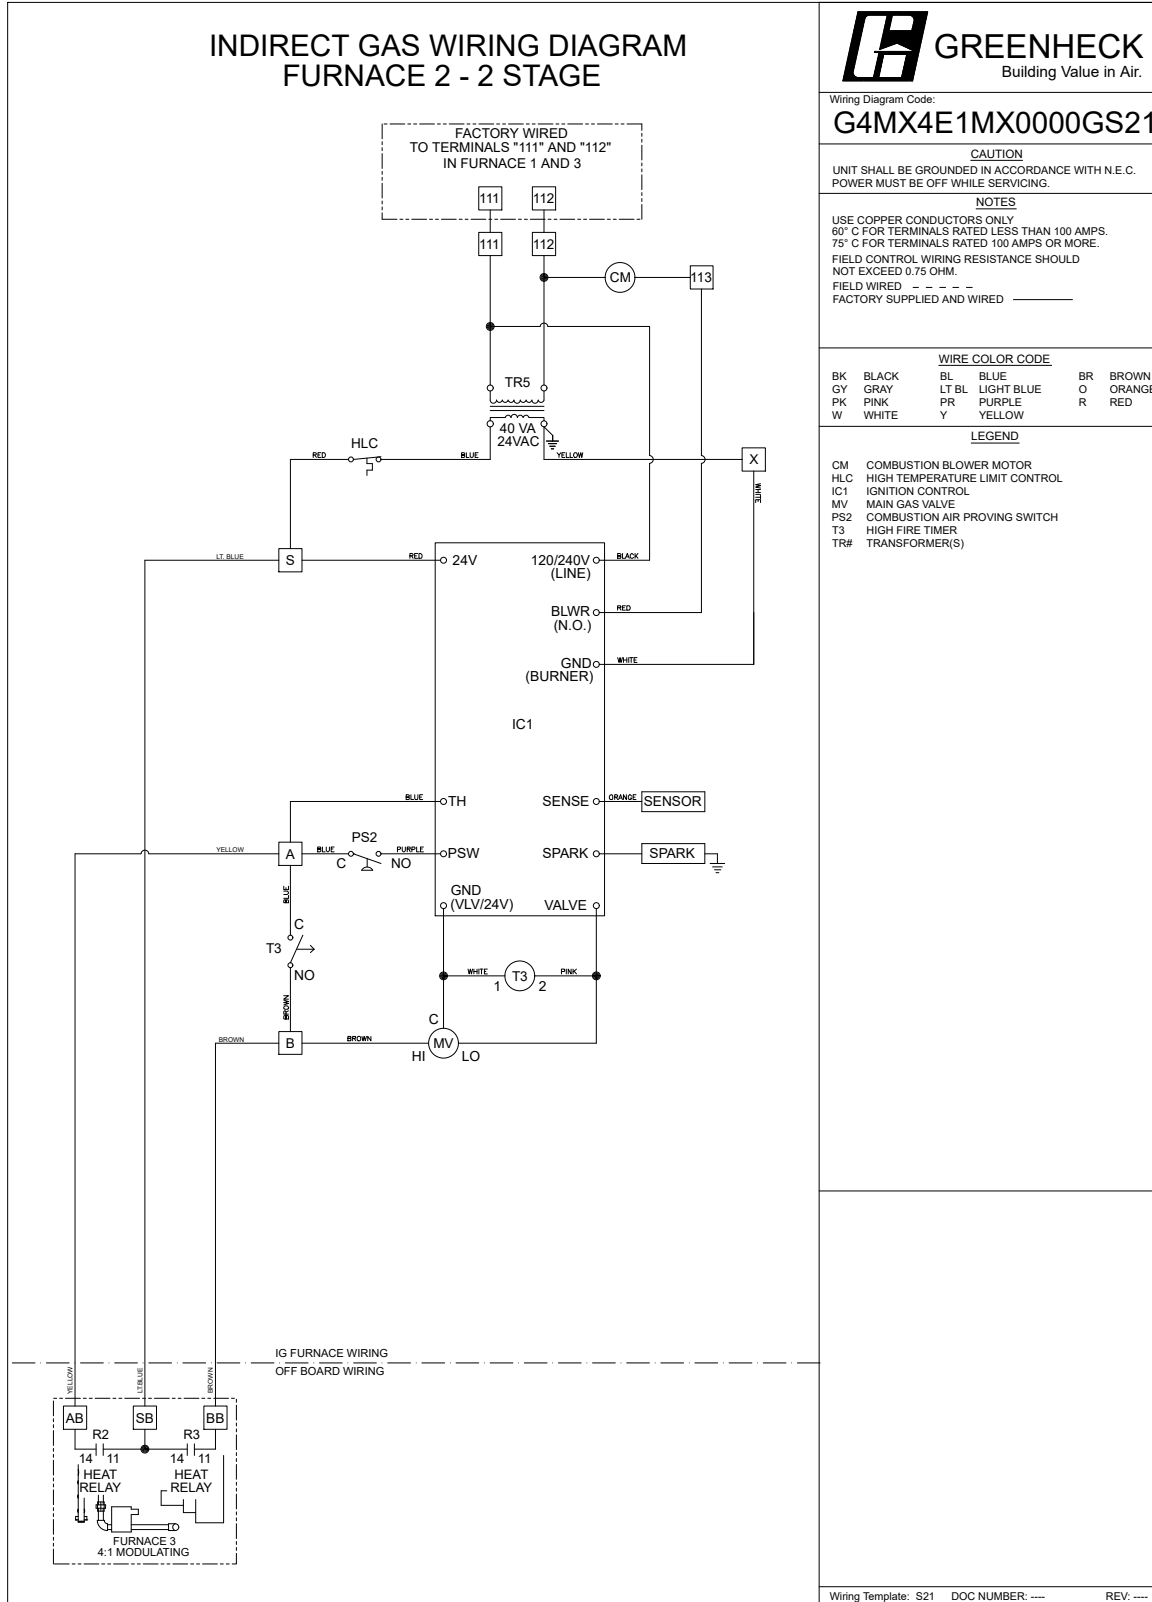 INDIRECT GAS WIRING DIAGRAM
FURNACE 2 - 2 STAGE
FACTORY WIRED
TO TERMINALS "111" AND "112"
IN FURNACE 1 AND 3
111 112
111 112
CM 113
TR5
40 VA
24VAC
HLC
RED BLUE YELLOW X
WHITE
LT. BLUE S RED 24V 120/240V BLACK
(LINE)
BLWR RED
(N.O.)
GND WHITE
(BURNER)
IC1
BLUE TH SENSE ORANGE SENSOR
YELLOW A BLUE PS2 PURPLE PSW SPARK SPARK
C NO
BLUE
GND
(VLV/24V) VALVE
C
T3
NO
WHITE T3 PINK
1 2
BROWN
C
BROWN B BROWN MV
HI LO
IG FURNACE WIRING
OFF BOARD WIRING
YELLOW LT.BLUE BROWN
AB SB BB
R2 R3
14 11 14 11
HEAT HEAT
RELAY RELAY
FURNACE 3
4:1 MODULATING
GREENHECK
Building Value in Air.
Wiring Diagram Code:
G4MX4E1MX0000GS21
CAUTION
UNIT SHALL BE GROUNDED IN ACCORDANCE WITH N.E.C.
POWER MUST BE OFF WHILE SERVICING.
NOTES
USE COPPER CONDUCTORS ONLY
60° C FOR TERMINALS RATED LESS THAN 100 AMPS.
75° C FOR TERMINALS RATED 100 AMPS OR MORE.
FIELD CONTROL WIRING RESISTANCE SHOULD
NOT EXCEED 0.75 OHM.
FIELD WIRED
FACTORY SUPPLIED AND WIRED
WIRE COLOR CODE
BK BLACK BL BLUE BR BROWN
GY GRAY LT BL LIGHT BLUE O ORANGE
PK PINK PR PURPLE R RED
W WHITE Y YELLOW
LEGEND
CM COMBUSTION BLOWER MOTOR
HLC HIGH TEMPERATURE LIMIT CONTROL
IC1 IGNITION CONTROL
MV MAIN GAS VALVE
PS2 COMBUSTION AIR PROVING SWITCH
T3 HIGH FIRE TIMER
TR# TRANSFORMER(S)
Wiring Template: S21 DOC NUMBER: ---- REV: ----